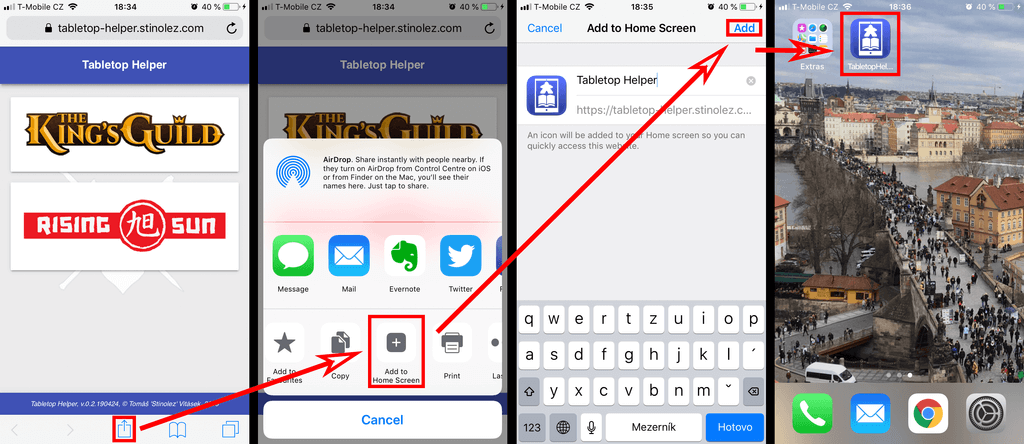 T-Mobile CZ 18:34 40 %
tabletop-helper.stinolez.com
Tabletop Helper
THE
KING'S GUILD
RISING 旭 SUN
Tabletop Helper, v.0.2.190424, © Tomáš 'Stinolez' Vitásek,
T-Mobile CZ 18:34 40 %
tabletop-helper.stinolez.com
Tabletop Helper
THE
KING'S GUILD
AirDrop. Share instantly with people nearby. If
they turn on AirDrop from Control Centre on iOS
or from Finder on the Mac, you'll see their
names here. Just tap to share.
Message
Mail
Evernote
Twitter
Add to
Favourites
Copy
Add to
Home Screen
Print
Cancel
T-Mobile CZ 18:35 40 %
Cancel
Add to Home Screen
Add
Tabletop Helper
https://tabletop-helper.stinolez.c...
An icon will be added to your Home screen so you can
quickly access this website.
q w e r t z u i o p
a s d f g h j k l ´
y x c v b n m ˇ
123
Mezerník
Hotovo
T-Mobile CZ 18:36 40 %
Extras
TabletopHel...